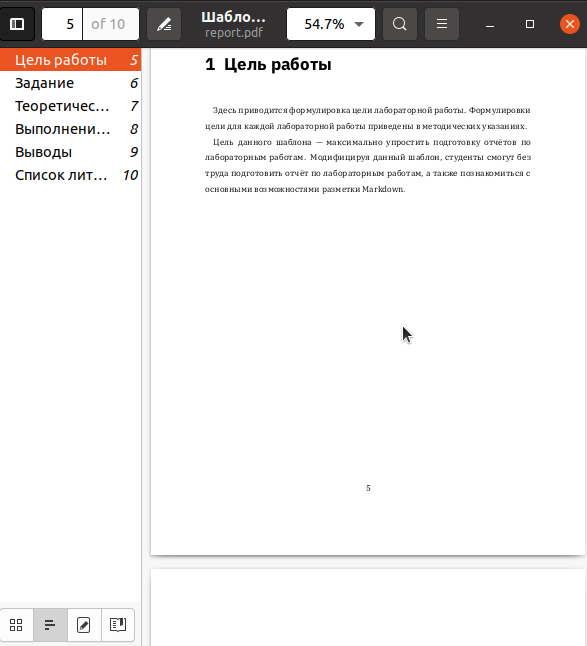 5 of 10
Шабло...
report.pdf
54.7%
Цель работы 5
Задание 6
Теоретичес... 7
Выполнени... 8
Выводы 9
Список лит... 10
1 Цель работы
Здесь приводится формулировка цели лабораторной работы. Формулировки
цели для каждой лабораторной работы приведены в методических указаниях.
Цель данного шаблона — максимально упростить подготовку отчётов по
лабораторным работам. Модифицируя данный шаблон, студенты смогут без
труда подготовить отчёт по лабораторным работам, а также познакомиться с
основными возможностями разметки Markdown.
5